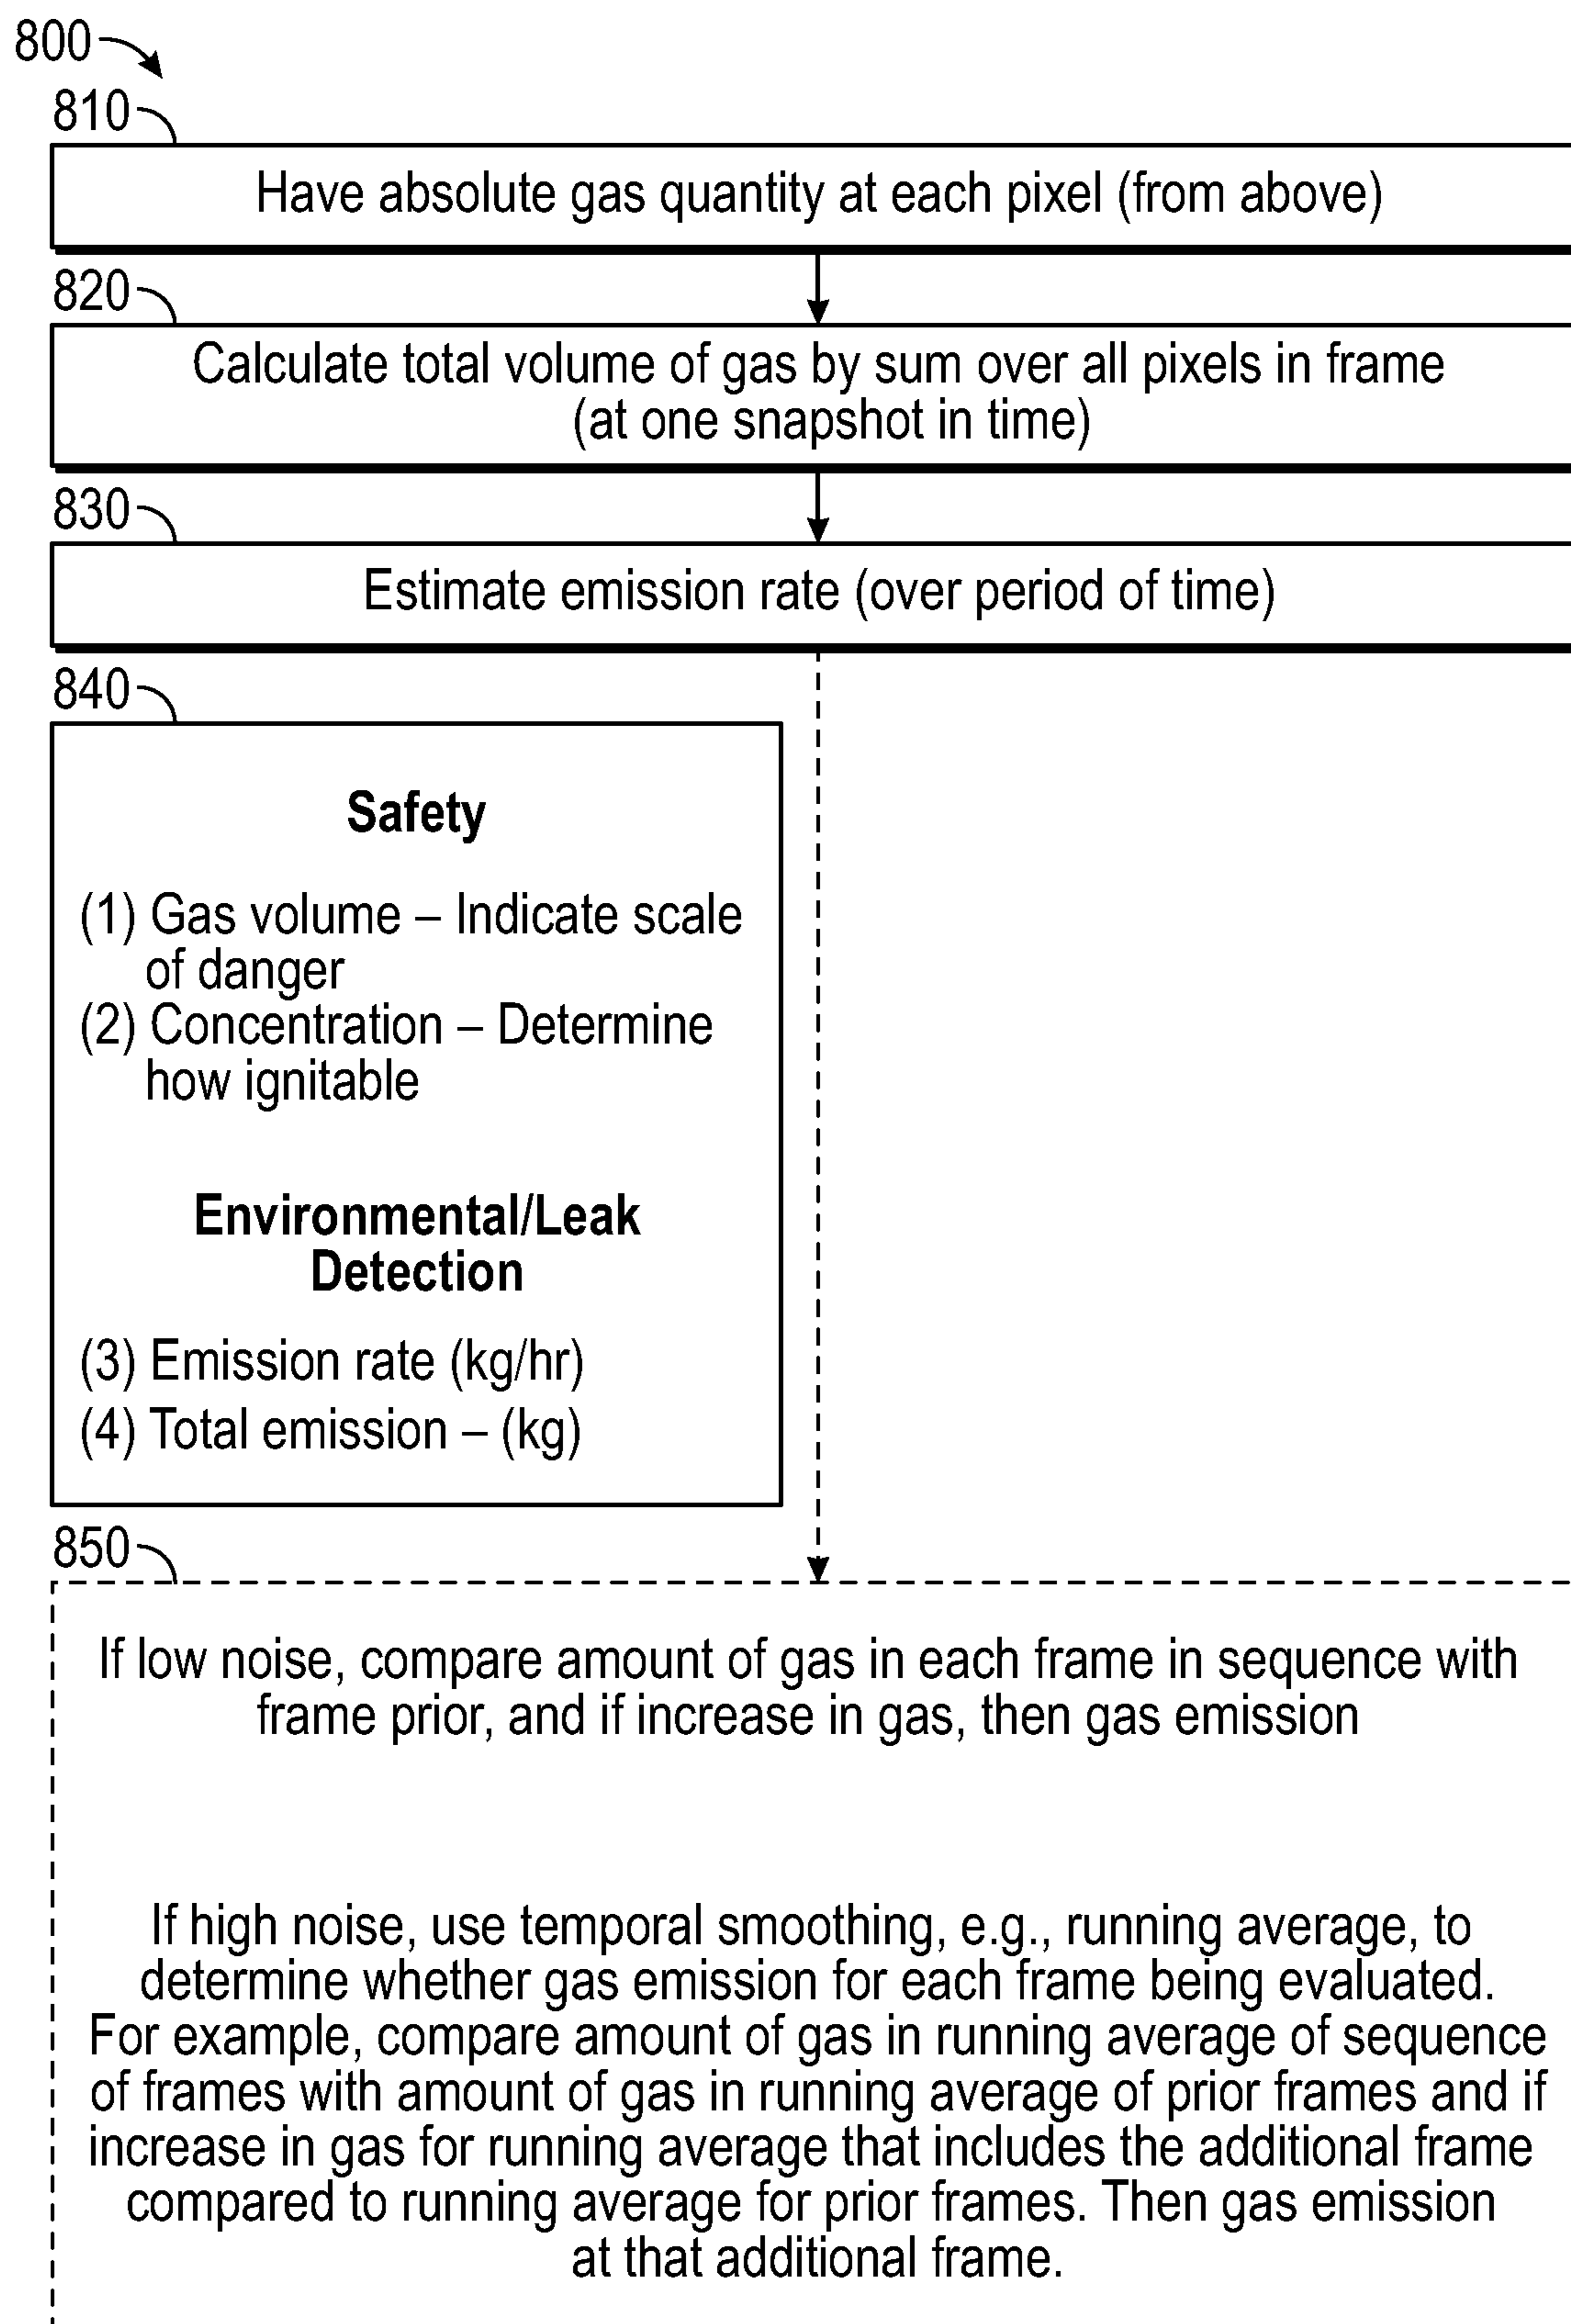 800
810
Have absolute gas quantity at each pixel (from above)
820
Calculate total volume of gas by sum over all pixels in frame
(at one snapshot in time)
830
Estimate emission rate (over period of time)
840
Safety
(1) Gas volume – Indicate scale
of danger
(2) Concentration – Determine
how ignitable
Environmental/Leak
Detection
(3) Emission rate (kg/hr)
(4) Total emission – (kg)
850
If low noise, compare amount of gas in each frame in sequence with
frame prior, and if increase in gas, then gas emission
If high noise, use temporal smoothing, e.g., running average, to
determine whether gas emission for each frame being evaluated.
For example, compare amount of gas in running average of sequence
of frames with amount of gas in running average of prior frames and if
increase in gas for running average that includes the additional frame
compared to running average for prior frames. Then gas emission
at that additional frame.